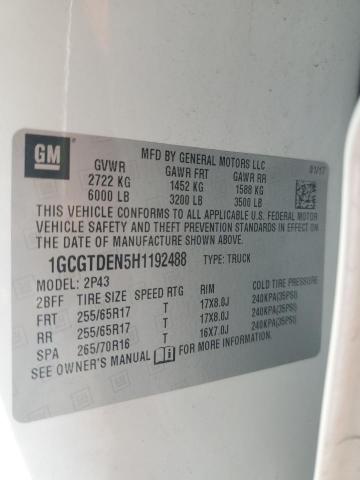 GM
MFD BY GENERAL MOTORS LLC
01/17
GVWR GAWR FRT GAWR RR
2722 KG 1452 KG 1588 KG
6000 LB 3200 LB 3500 LB
THIS VEHICLE CONFORMS TO ALL APPLICABLE U.S. FEDERAL MOTOR
VEHICLE SAFETY AND THEFT PREVENTION STANDARDS IN EFFECT ON
THE DATE OF MANUFACTURE SHOWN ABOVE.
1GCGTDEN5H1192488 TYPE: TRUCK
MODEL: 2P43
2BFF TIRE SIZE SPEED RTG RIM COLD TIRE PRESSURE
FRT 255/65R17 T 17X8.0J 240KPA(35PSI)
RR 255/65R17 T 17X8.0J 240KPA(35PSI)
SPA 265/70R16 T 16X7.0J 240KPA(35PSI)
SEE OWNER'S MANUAL FOR MORE INFORMATION.